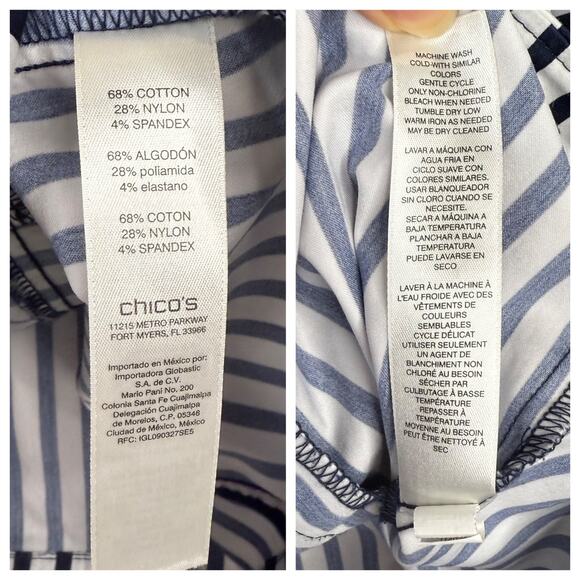 68% COTTON
28% NYLON
4% SPANDEX
68% ALGODÓN
28% poliamida
4% elastano
68% COTON
28% NYLON
4% SPANDEX
chico's
11215 METRO PARKWAY
FORT MYERS, FL 33966
Importado en México por:
Importadora Globastic
S.A. de C.V.
Mario Pani No. 200
Colonia Santa Fe Cuajimalpa
Delegación Cuajimalpa
de Morelos, C.P. 05348
Ciudad de México, México
RFC: IGL090327SE5
MACHINE WASH
COLD WITH SIMILAR
COLORS
GENTLE CYCLE
ONLY NON-CHLORINE
BLEACH WHEN NEEDED
TUMBLE DRY LOW
WARM IRON AS NEEDED
MAY BE DRY CLEANED
LAVAR A MÁQUINA CON
AGUA FRIA EN
CICLO SUAVE CON
COLORES SIMILARES.
USAR BLANQUEADOR
SIN CLORO CUANDO SE
NECESITE.
SECAR A MÁQUINA A
BAJA TEMPERATURA
PLANCHAR A BAJA
TEMPERATURA
PUEDE LAVARSE EN
SECO
LAVER À LA MACHINE À
L'EAU FROIDE AVEC DES
VÊTEMENTS DE
COULEURS
SEMBLABLES
CYCLE DÉLICAT
UTILISER SEULEMENT
UN AGENT DE
BLANCHIMENT NON
CHLORÉ AU BESOIN
SÉCHER PAR
CULBUTAGE À BASSE
TEMPÉRATURE
REPASSER À
TEMPÉRATURE
MOYENNE AU BESOIN
PEUT ÊTRE NETTOYÉ À
SEC